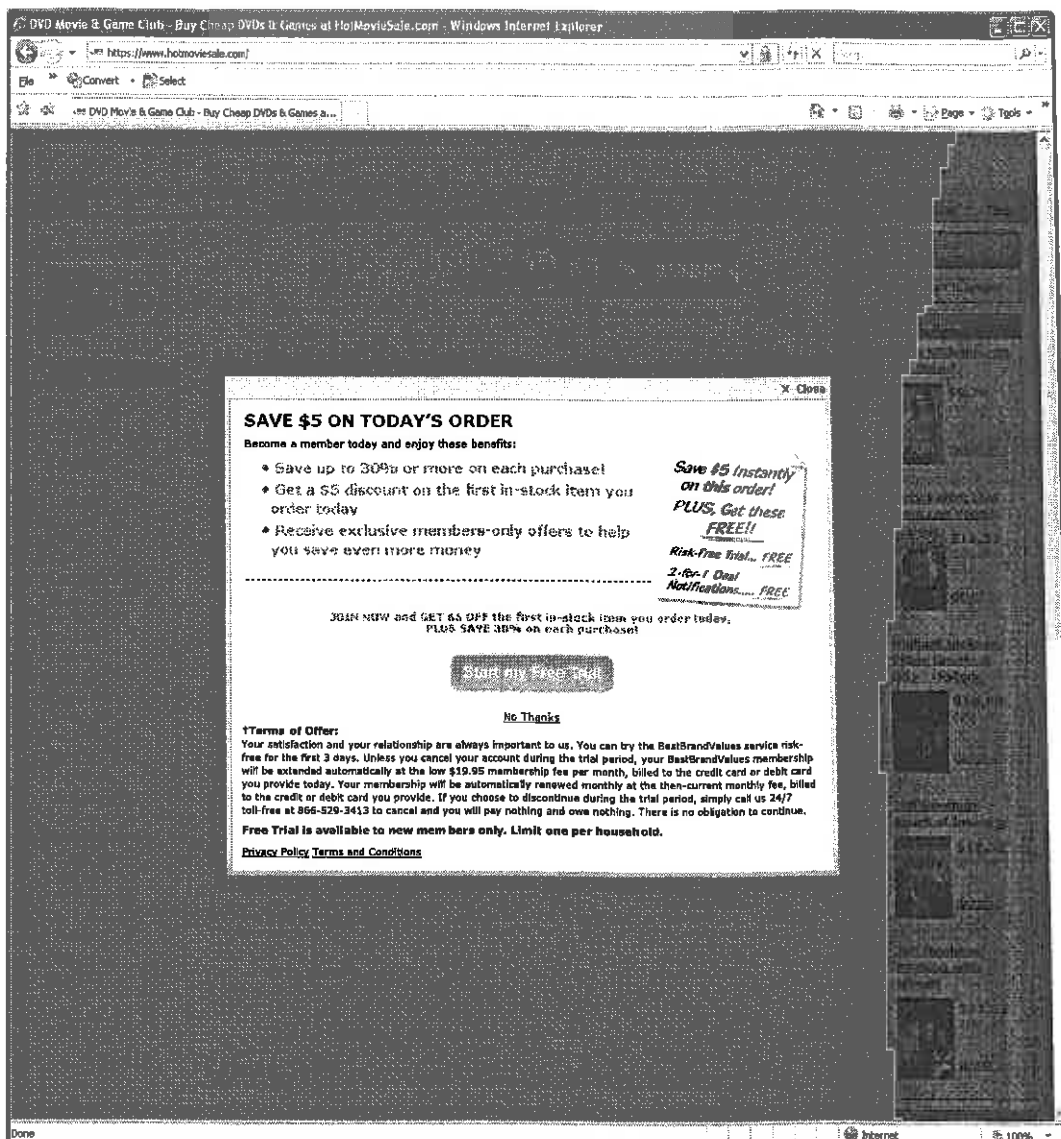 DVD Movie & Game Club - Buy Cheap DVDs & Games at HotMovieSale.com - Windows Internet Explorer
https://www.hotmoviesale.com/
File Convert Select
DVD Movie & Game Club - Buy Cheap DVDs & Games a...
Page Tools
X Close
SAVE $5 ON TODAY'S ORDER
Become a member today and enjoy these benefits:
• Save up to 30% or more on each purchase!
• Get a $5 discount on the first in-stock item you
order today
• Receive exclusive members-only offers to help
you save even more money
Save $5 Instantly
on this order!
PLUS, Get these
FREE!!
Risk-Free Trial... FREE
2-for-1 Deal
Notifications..... FREE
JOIN NOW and GET $5 OFF the first in-stock item you order today,
PLUS SAVE 30% on each purchase!
Start my Free Trial
No Thanks
†Terms of Offer:
Your satisfaction and your relationship are always important to us. You can try the BestBrandValues service risk-
free for the first 3 days. Unless you cancel your account during the trial period, your BestBrandValues membership
will be extended automatically at the low $19.95 membership fee per month, billed to the credit card or debit card
you provide today. Your membership will be automatically renewed monthly at the then-current monthly fee, billed
to the credit or debit card you provide. If you choose to discontinue during the trial period, simply call us 24/7
toll-free at 866-529-3413 to cancel and you will pay nothing and owe nothing. There is no obligation to continue.
Free Trial is available to new members only. Limit one per household.
Privacy Policy Terms and Conditions
Done
Internet
100%